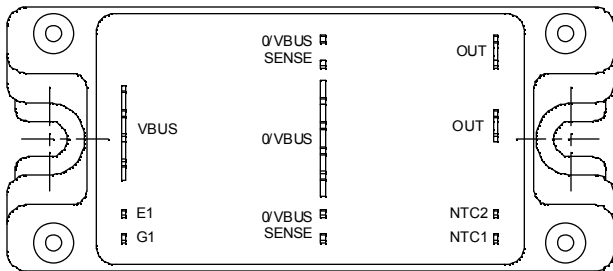 0/VBUS
SENSE
OUT
VBUS
0/VBUS
OUT
E1
G1
0/VBUS
SENSE
NTC2
NTC1